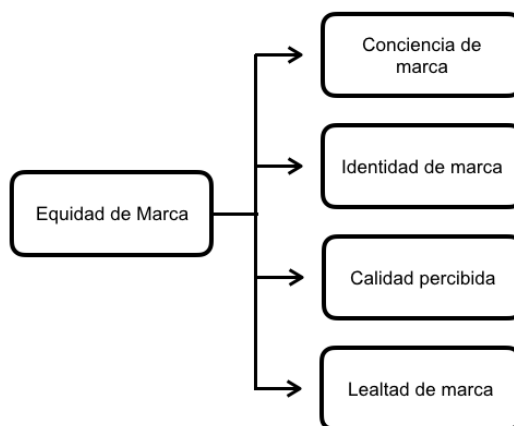 Conciencia de
marca
Identidad de marca
Equidad de Marca
Calidad percibida
Lealtad de marca